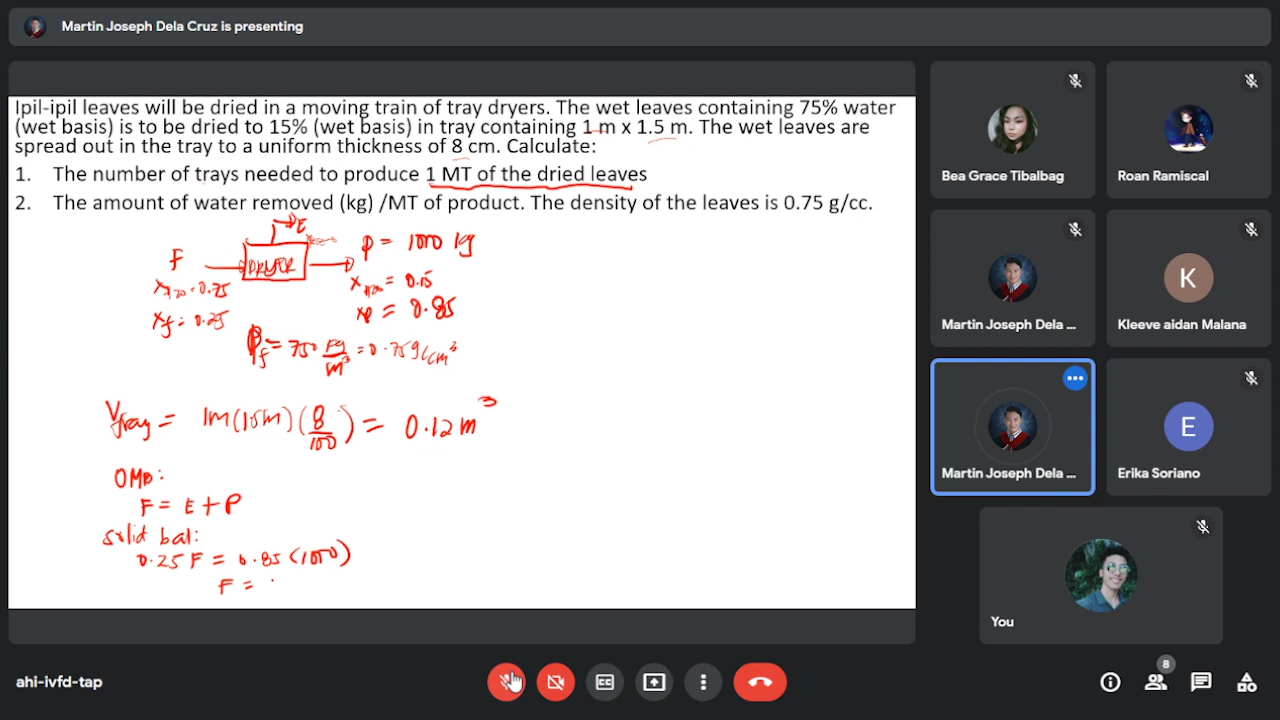 Martin Joseph Dela Cruz is presenting
Ipil-ipil leaves will be dried in a moving train of tray dryers. The wet leaves containing 75% water
(wet basis) is to be dried to 15% (wet basis) in tray containing 1 m x 1.5 m. The wet leaves are
spread out in the tray to a uniform thickness of 8 cm. Calculate:
1. The number of trays needed to produce 1 MT of the dried leaves
2. The amount of water removed (kg) /MT of product. The density of the leaves is 0.75 g/cc.
E
F
DRYER
P = 1000 kg
xH2O = 0.75
xH2O = 0.15
xf = 0.25
xp = 0.85
ρf = 750 kg/m³ = 0.75 g/cm³
Vtray = 1m(1.5m)(8/100) = 0.12 m³
OMB:
F = E + P
solid bal:
0.25 F = 0.85 (1000)
F =
Bea Grace Tibalbag
Roan Ramiscal
Martin Joseph Dela ...
K
Kleeve aidan Malana
Martin Joseph Dela ...
E
Erika Soriano
You
ahi-ivfd-tap
CC
8